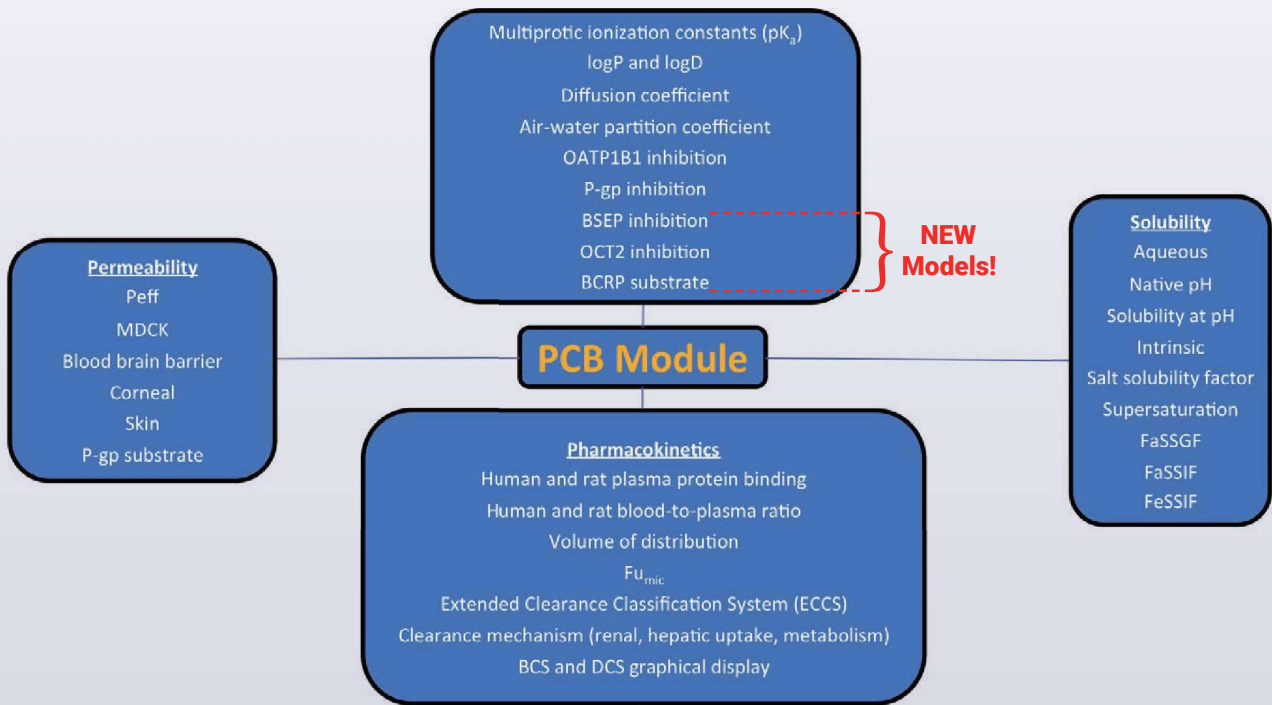 Multiprotic ionization constants (pKa)
logP and logD
Diffusion coefficient
Air-water partition coefficient
OATP1B1 inhibition
P-gp inhibition
BSEP inhibition
OCT2 inhibition
BCRP substrate
NEW
Models!
Permeability
Peff
MDCK
Blood brain barrier
Corneal
Skin
P-gp substrate
PCB Module
Solubility
Aqueous
Native pH
Solubility at pH
Intrinsic
Salt solubility factor
Supersaturation
FaSSGF
FaSSIF
FeSSIF
Pharmacokinetics
Human and rat plasma protein binding
Human and rat blood-to-plasma ratio
Volume of distribution
Fumic
Extended Clearance Classification System (ECCS)
Clearance mechanism (renal, hepatic uptake, metabolism)
BCS and DCS graphical display